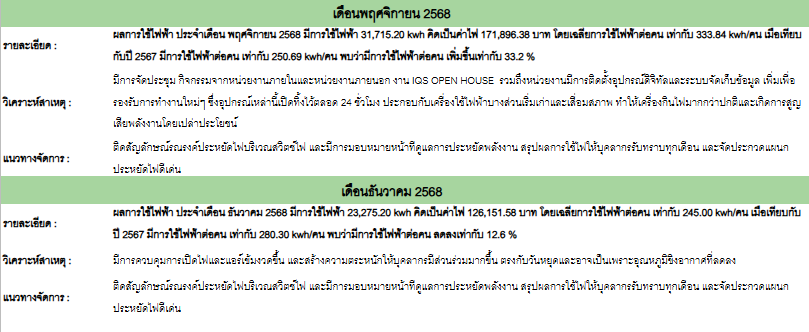 เดือนพฤศจิกายน 2568
รายละเอียด :
ผลการใช้ไฟฟ้า ประจำเดือน พฤศจิกายน 2568 มีการใช้ไฟฟ้า 31,715.20 kwh คิดเป็นค่าไฟ 171,896.38 บาท โดยเฉลี่ยการใช้ไฟฟ้าต่อคน เท่ากับ 333.84 kwh/คน เมื่อเทียบ
กับปี 2567 มีการใช้ไฟฟ้าต่อคน เท่ากับ 250.69 kwh/คน พบว่ามีการใช้ไฟฟ้าต่อคน เพิ่มขึ้นเท่ากับ 33.2 %
วิเคราะห์สาเหตุ :
มีการจัดประชุม กิจกรรมจากหน่วยงานภายในและหน่วยงานภายนอก งาน IQS OPEN HOUSE รวมถึงหน่วยงานมีการติดตั้งอุปกรณ์ดิจิทัลและระบบจัดเก็บข้อมูล เพิ่มเพื่อ
รองรับการทำงานใหม่ๆ ซึ่งอุปกรณ์เหล่านี้เปิดทิ้งไว้ตลอด 24 ชั่วโมง ประกอบกับเครื่องใช้ไฟฟ้าบางส่วนเริ่มเก่าและเสื่อมสภาพ ทำให้เครื่องกินไฟมากกว่าปกติและเกิดการสูญ
เสียพลังงานโดยเปล่าประโยชน์
แนวทางจัดการ :
ติดสัญลักษณ์รณรงค์ประหยัดไฟบริเวณสวิตช์ไฟ และมีการมอบหมายหน้าที่ดูแลการประหยัดพลังงาน สรุปผลการใช้ไฟให้บุคลากรรับทราบทุกเดือน และจัดประกวดแผนก
ประหยัดไฟดีเด่น
เดือนธันวาคม 2568
รายละเอียด :
ผลการใช้ไฟฟ้า ประจำเดือน ธันวาคม 2568 มีการใช้ไฟฟ้า 23,275.20 kwh คิดเป็นค่าไฟ 126,151.58 บาท โดยเฉลี่ยการใช้ไฟฟ้าต่อคน เท่ากับ 245.00 kwh/คน เมื่อเทียบกับ
ปี 2567 มีการใช้ไฟฟ้าต่อคน เท่ากับ 280.30 kwh/คน พบว่ามีการใช้ไฟฟ้าต่อคน ลดลงเท่ากับ 12.6 %
วิเคราะห์สาเหตุ :
มีการควบคุมการเปิดไฟและแอร์เข้มงวดขึ้น และสร้างความตระหนักให้บุคลากรมีส่วนร่วมมากขึ้น ตรงกับวันหยุดและอาจเป็นเพราะอุณหภูมิซึ่งอากาศที่ลดลง
แนวทางจัดการ :
ติดสัญลักษณ์รณรงค์ประหยัดไฟบริเวณสวิตช์ไฟ และมีการมอบหมายหน้าที่ดูแลการประหยัดพลังงาน สรุปผลการใช้ไฟให้บุคลากรรับทราบทุกเดือน และจัดประกวดแผนก
ประหยัดไฟดีเด่น